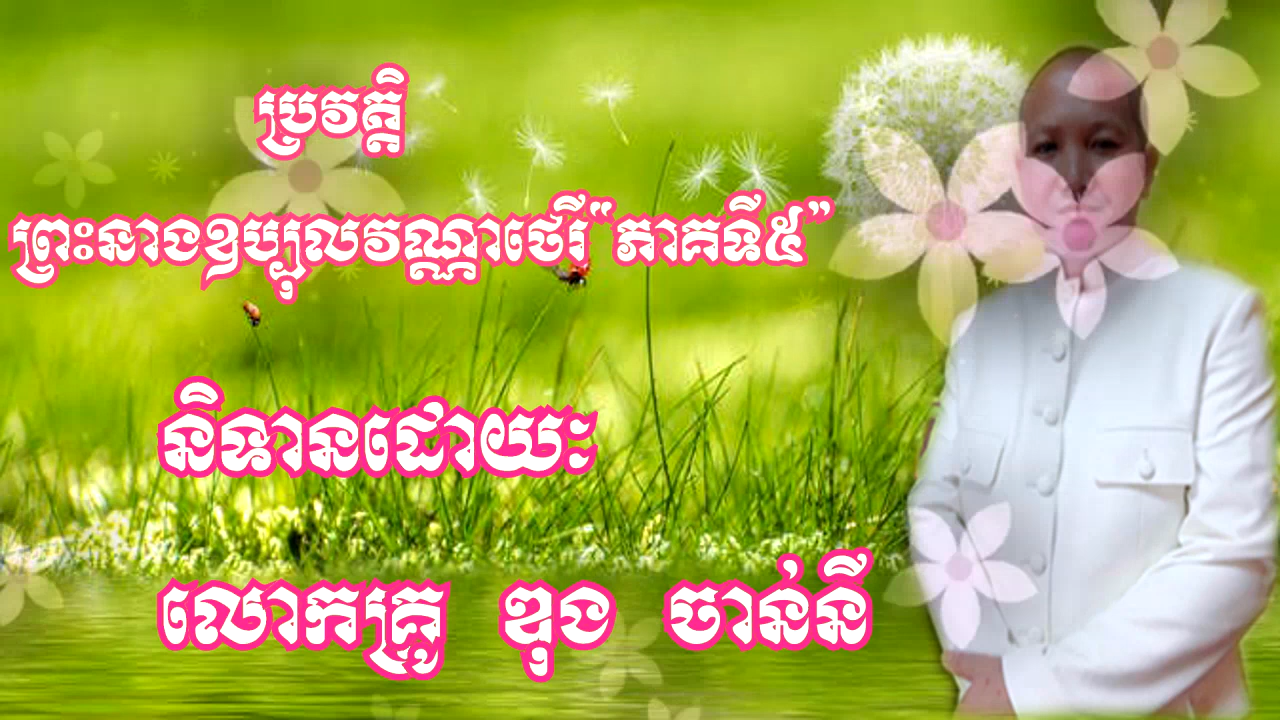 ប្រវត្តិ
ព្រះនាងឧប្បុលវណ្ណាថេរី“ភាគទី៥”
និទានដោយៈ
លោកគ្រូ ឌុង ចាន់នី